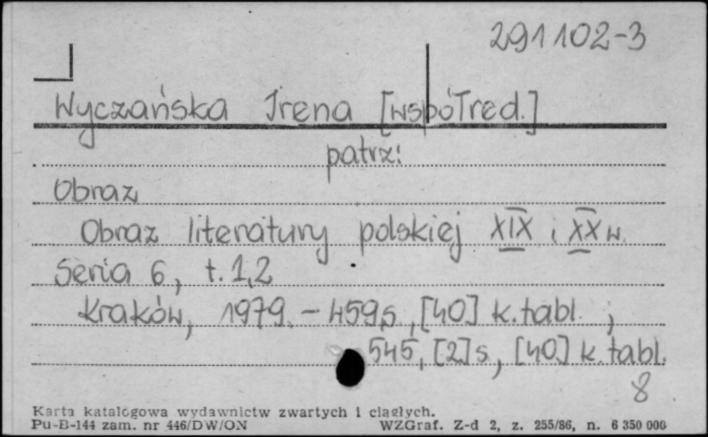 291102-3
Wyczańska Irena [współred.]
patrz:
Obraz
Obraz literatury polskiej XIX i XX w.
Seria 6, t. 1,2
Kraków, 1979. - 459s, [40] k. tabl. ;
545, [2] s, [40] k. tabl.
8
Karta katalogowa wydawnictw zwartych i ciągłych.
Pu-B-144 zam. nr 446/DW/ON WZGraf. Z-d 2, z. 255/86, n. 6 350 000